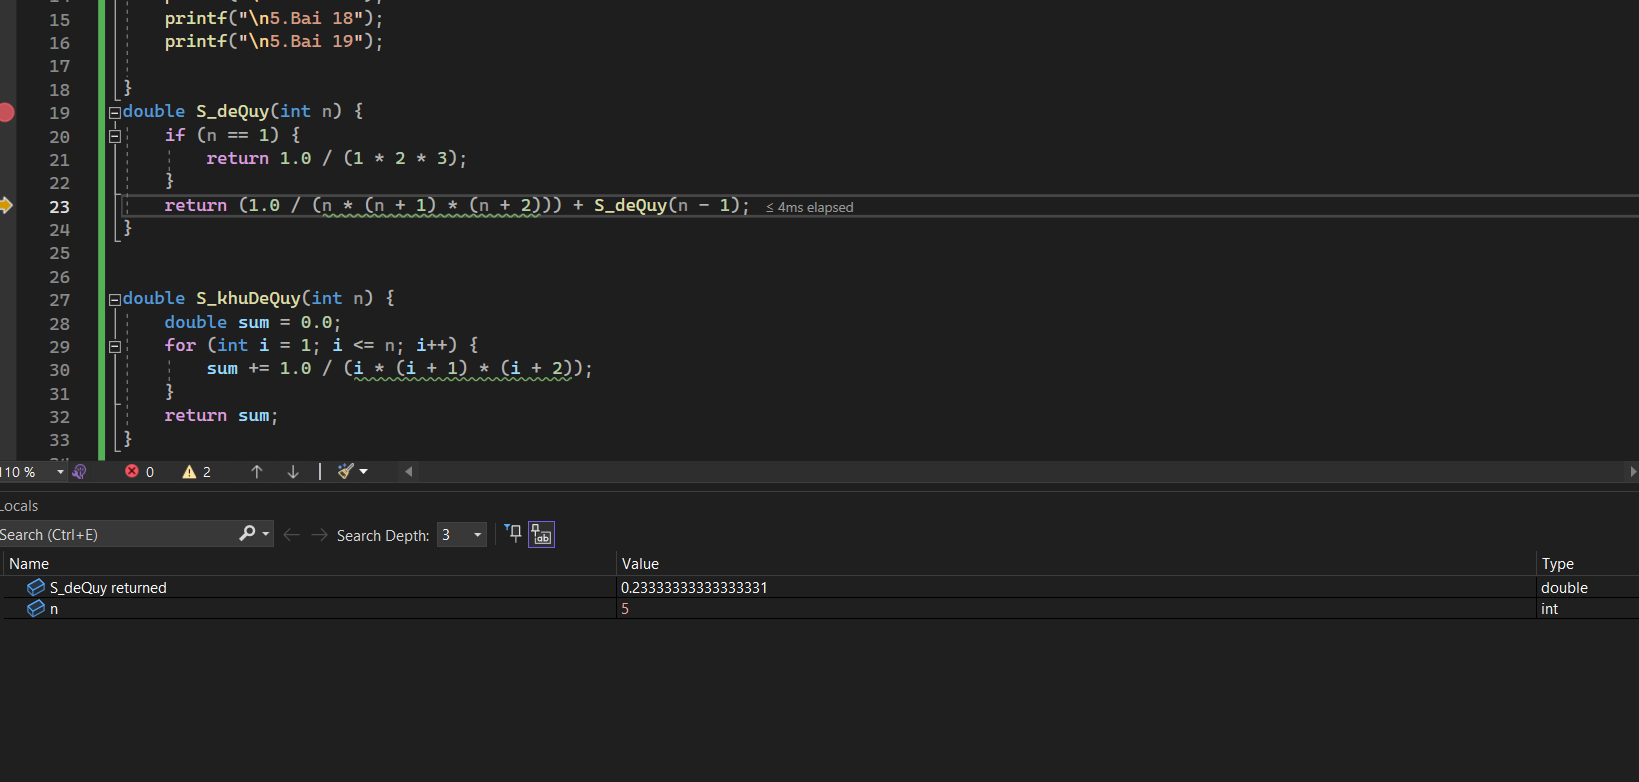 15 printf("\n5.Bai 18");
16 printf("\n5.Bai 19");
17
18 }
19 double S_deQuy(int n) {
20 if (n == 1) {
21 return 1.0 / (1 * 2 * 3);
22 }
23 return (1.0 / (n * (n + 1) * (n + 2))) + S_deQuy(n - 1); ≤ 4ms elapsed
24 }
25
26
27 double S_khuDeQuy(int n) {
28 double sum = 0.0;
29 for (int i = 1; i <= n; i++) {
30 sum += 1.0 / (i * (i + 1) * (i + 2));
31 }
32 return sum;
33 }
110 % 0 2
Locals
Search (Ctrl+E) Search Depth: 3
Name Value Type
S_deQuy returned 0.23333333333333331 double
n 5 int